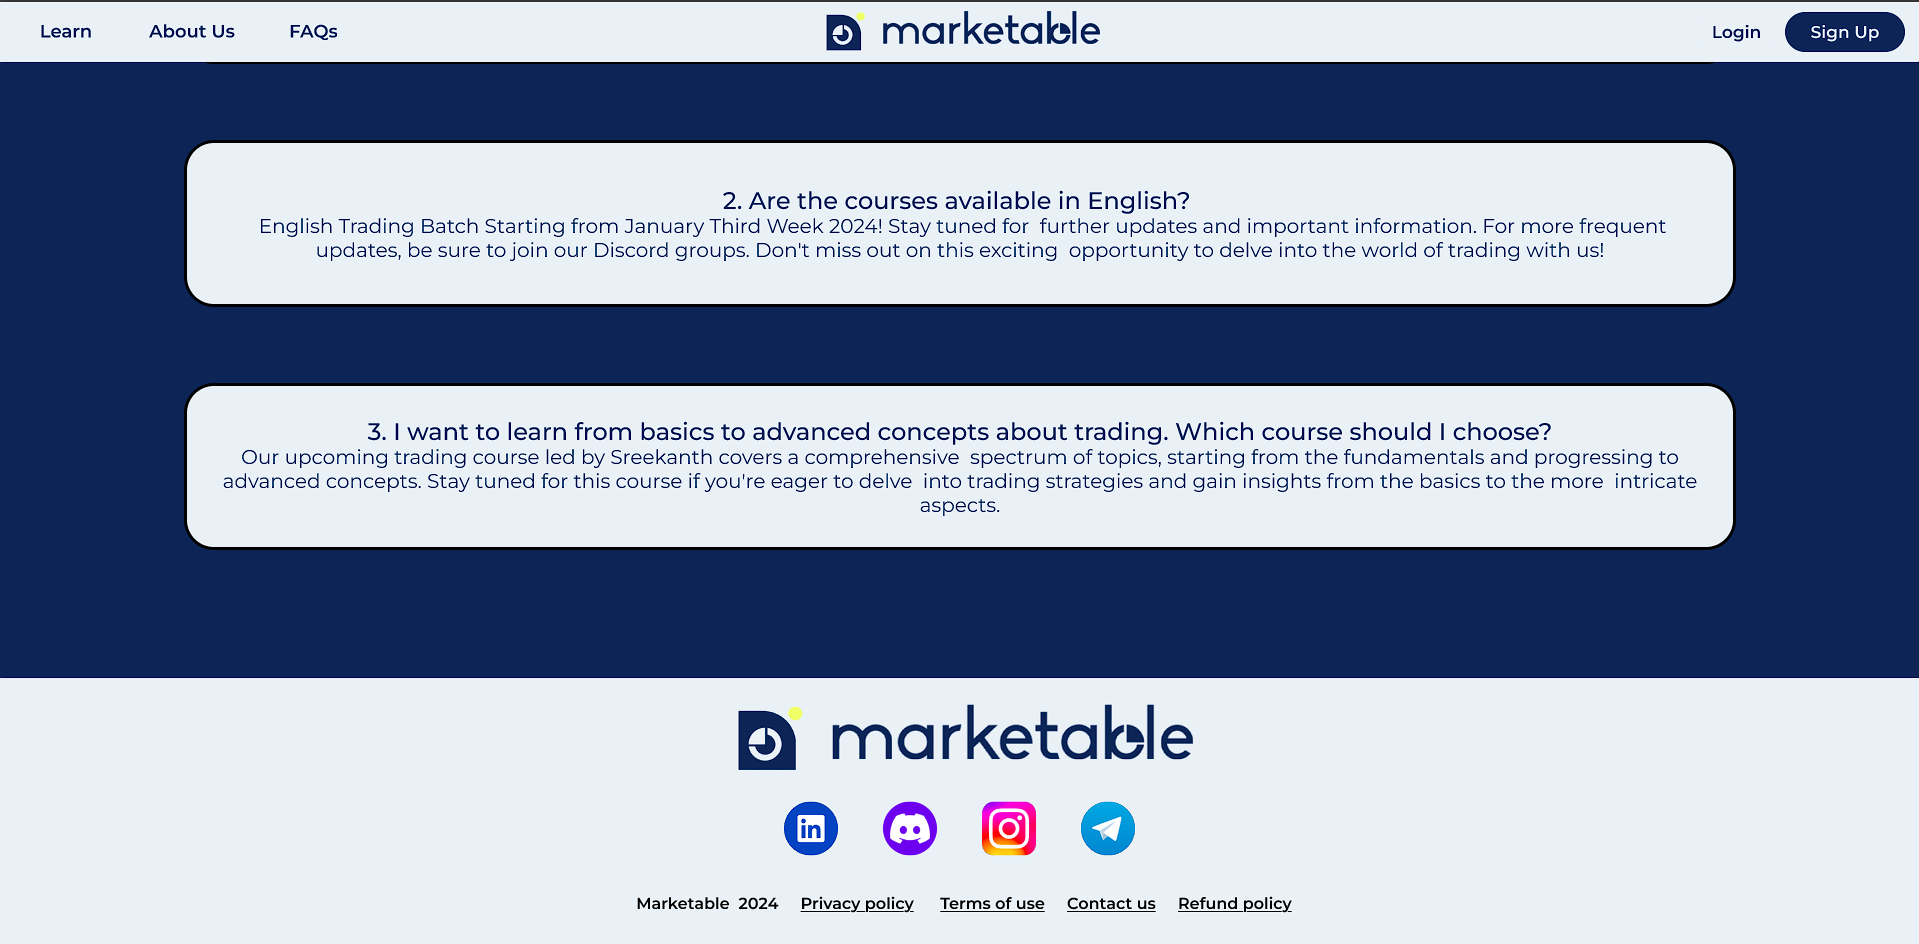 Learn About Us FAQs marketable Login Sign Up
2. Are the courses available in English?
English Trading Batch Starting from January Third Week 2024! Stay tuned for  further updates and important information. For more frequent
updates, be sure to join our Discord groups. Don't miss out on this exciting  opportunity to delve into the world of trading with us!
3. I want to learn from basics to advanced concepts about trading. Which course should I choose?
Our upcoming trading course led by Sreekanth covers a comprehensive  spectrum of topics, starting from the fundamentals and progressing to
advanced concepts. Stay tuned for this course if you're eager to delve  into trading strategies and gain insights from the basics to the more  intricate
aspects.
marketable
in
Marketable  2024 Privacy policy Terms of use Contact us Refund policy